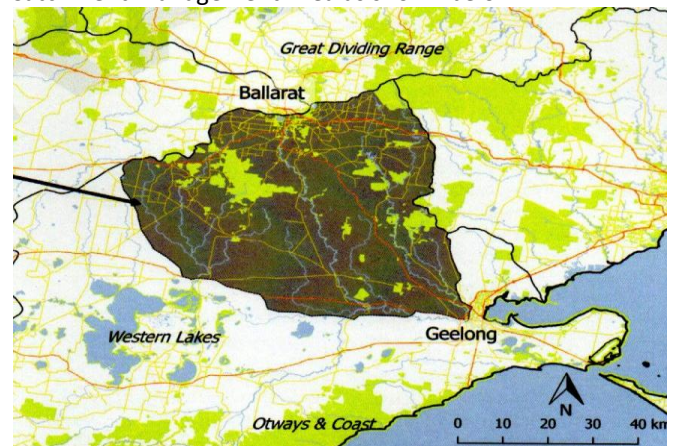 Great Dividing Range
Ballarat
Western Lakes
Geelong
Otways & Coast
N
0 10 20 30 40 km